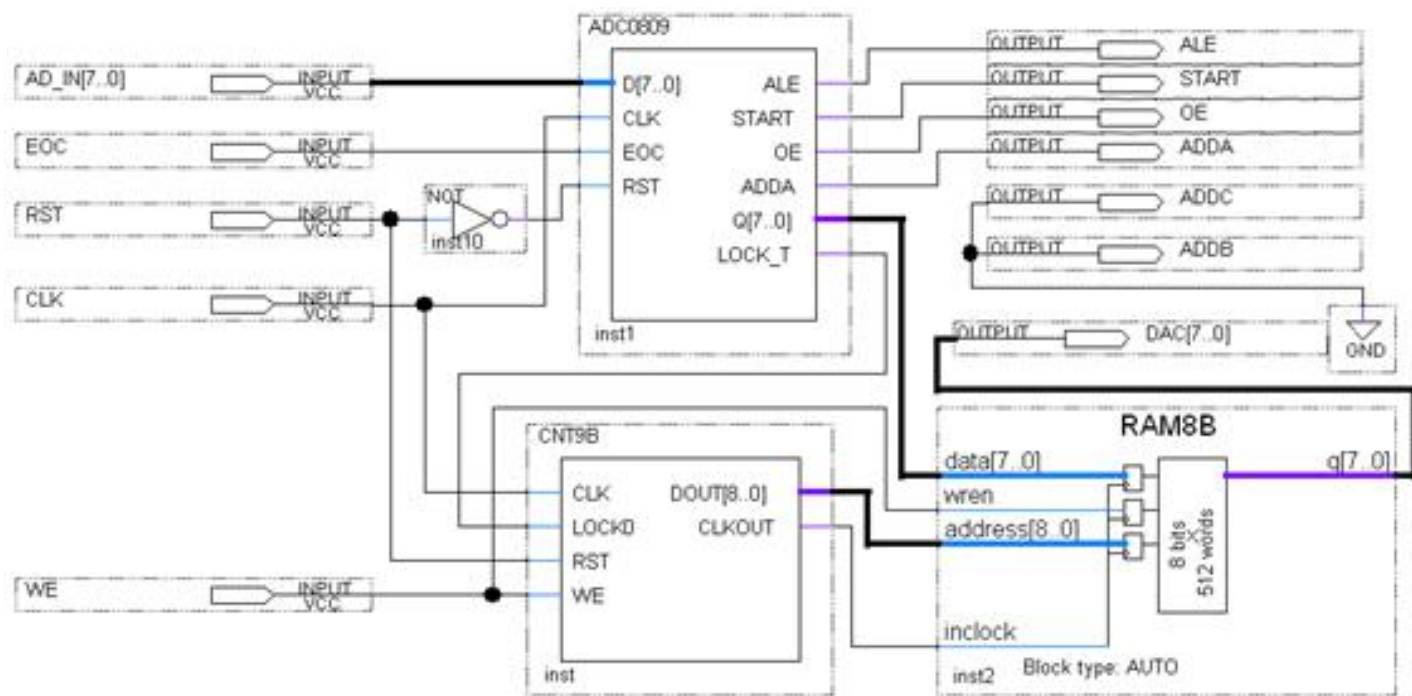 ADC0809
AD_IN[7..0] INPUT VCC
D[7..0] ALE
OUTPUT ALE
CLK START
OUTPUT START
EOC INPUT VCC
EOC OE
OUTPUT OE
RST ADDA
OUTPUT ADDA
RST INPUT VCC
NOT
inst10
Q[7..0]
LOCK_T
OUTPUT ADDC
OUTPUT ADDB
CLK INPUT VCC
inst1
OUTPUT DAC[7..0]
GND
CNT9B
CLK DOUT[8..0]
LOCKD CLKOUT
RST
WE
WE INPUT VCC
inst
RAM8B
data[7..0] q[7..0]
wren
address[8..0]
8 bits
X
512 words
inclock
inst2 Block type: AUTO